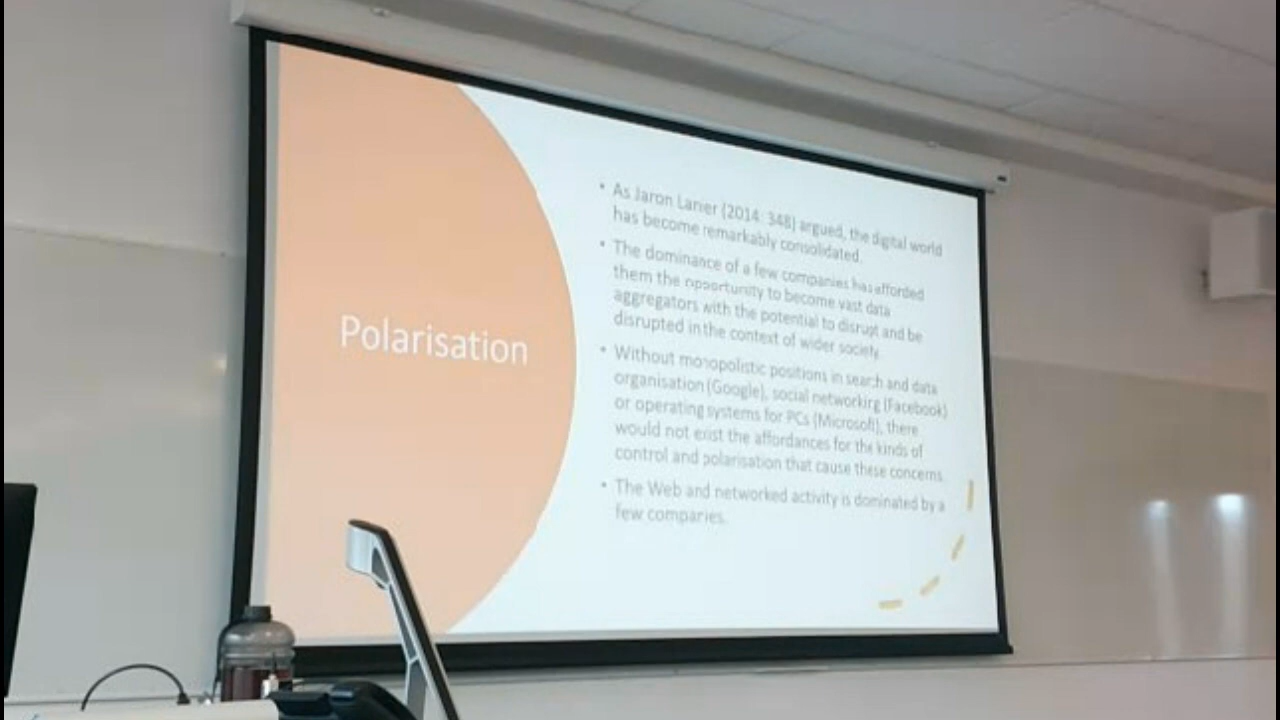 Polarisation
• As Jaron Lanier (2014: 348) argued, the digital world
has become remarkably consolidated.
• The dominance of a few companies has afforded
them the opportunity to become vast data
aggregators with the potential to disrupt and be
disrupted in the context of wider society.
• Without monopolistic positions in search and data
organisation (Google), social networking (Facebook)
or operating systems for PCs (Microsoft), there
would not exist the affordances for the kinds of
control and polarisation that cause these concerns.
• The Web and networked activity is dominated by a
few companies.